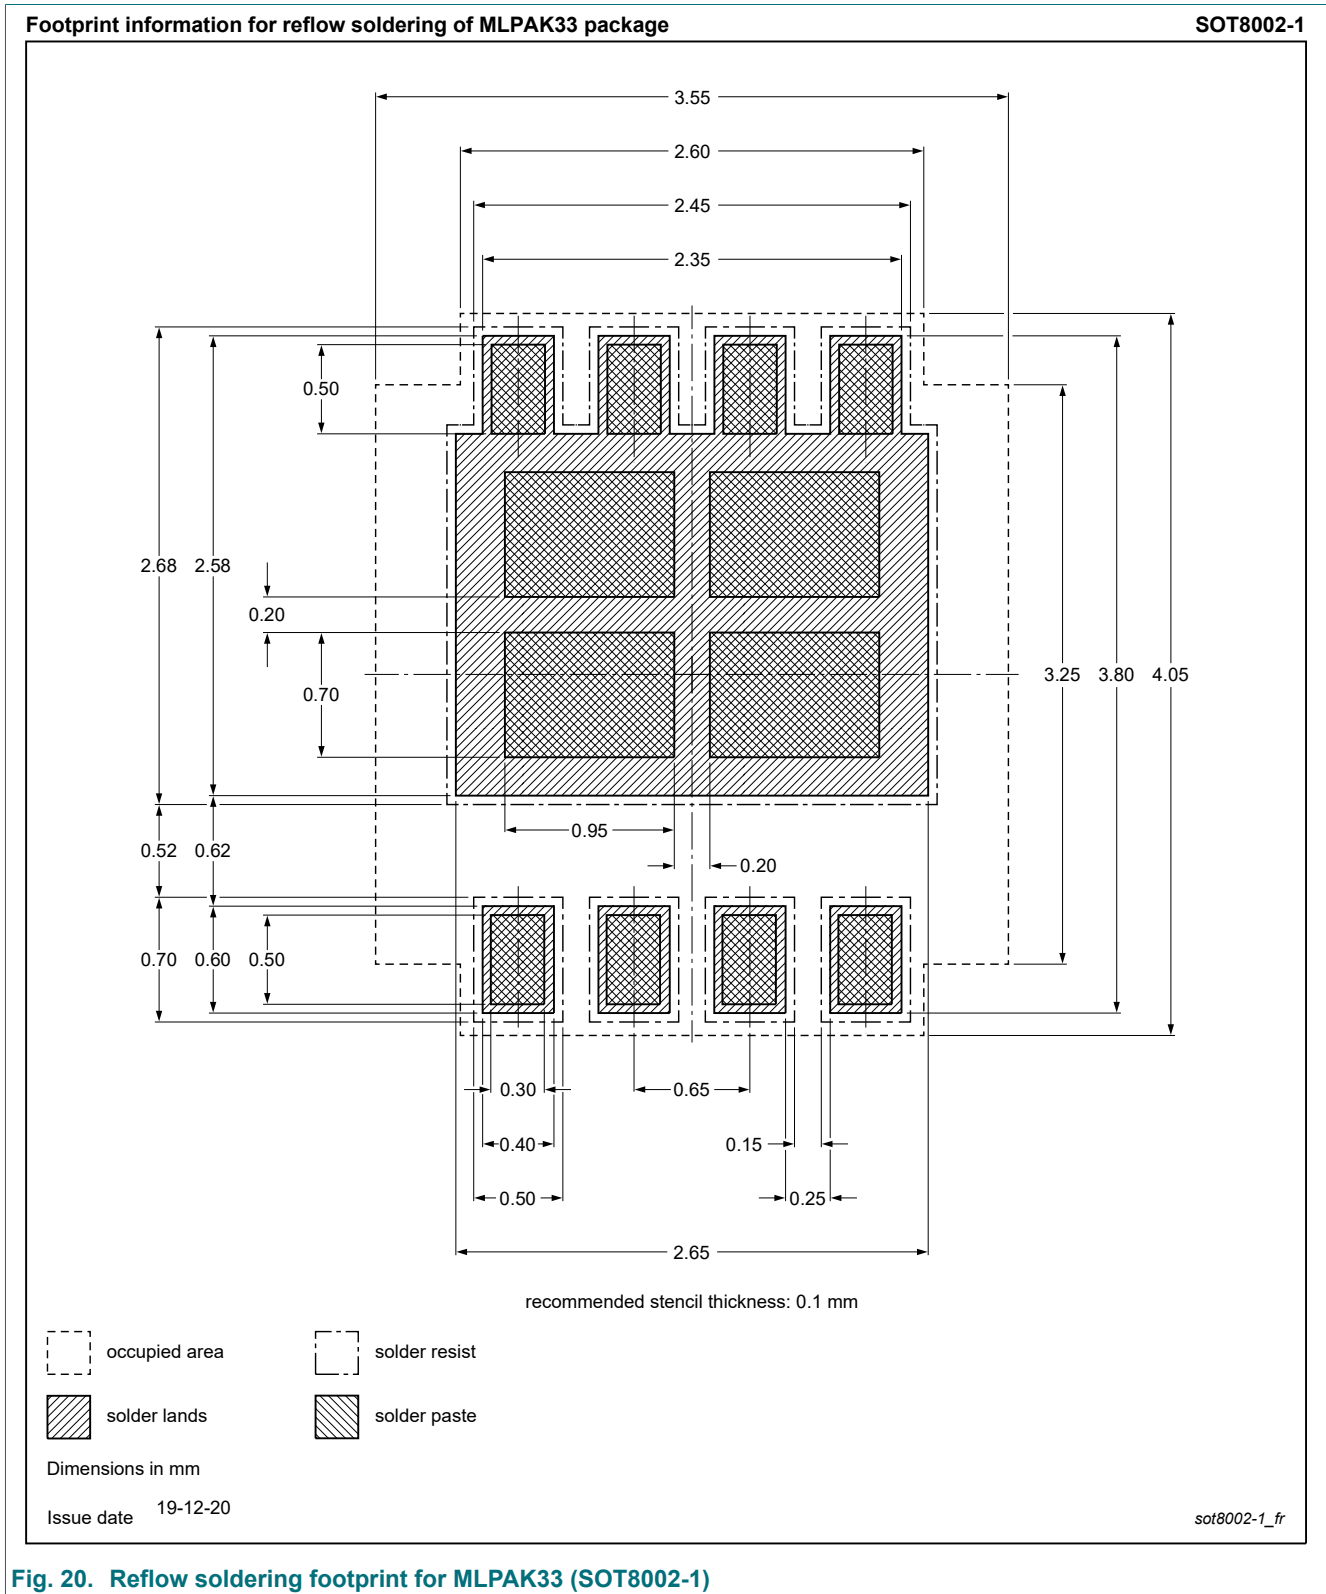 Footprint information for reflow soldering of MLPAK33 package SOT8002-1
3.55
2.60
2.45
2.35
0.50
2.68 2.58
0.20
0.70
3.25 3.80 4.05
0.95
0.52 0.62
0.20
0.70 0.60 0.50
0.30 0.65
0.40 0.15
0.50 0.25
2.65
recommended stencil thickness: 0.1 mm
occupied area solder resist
solder lands solder paste
Dimensions in mm
Issue date 19-12-20
sot8002-1_fr
Fig. 20. Reflow soldering footprint for MLPAK33 (SOT8002-1)